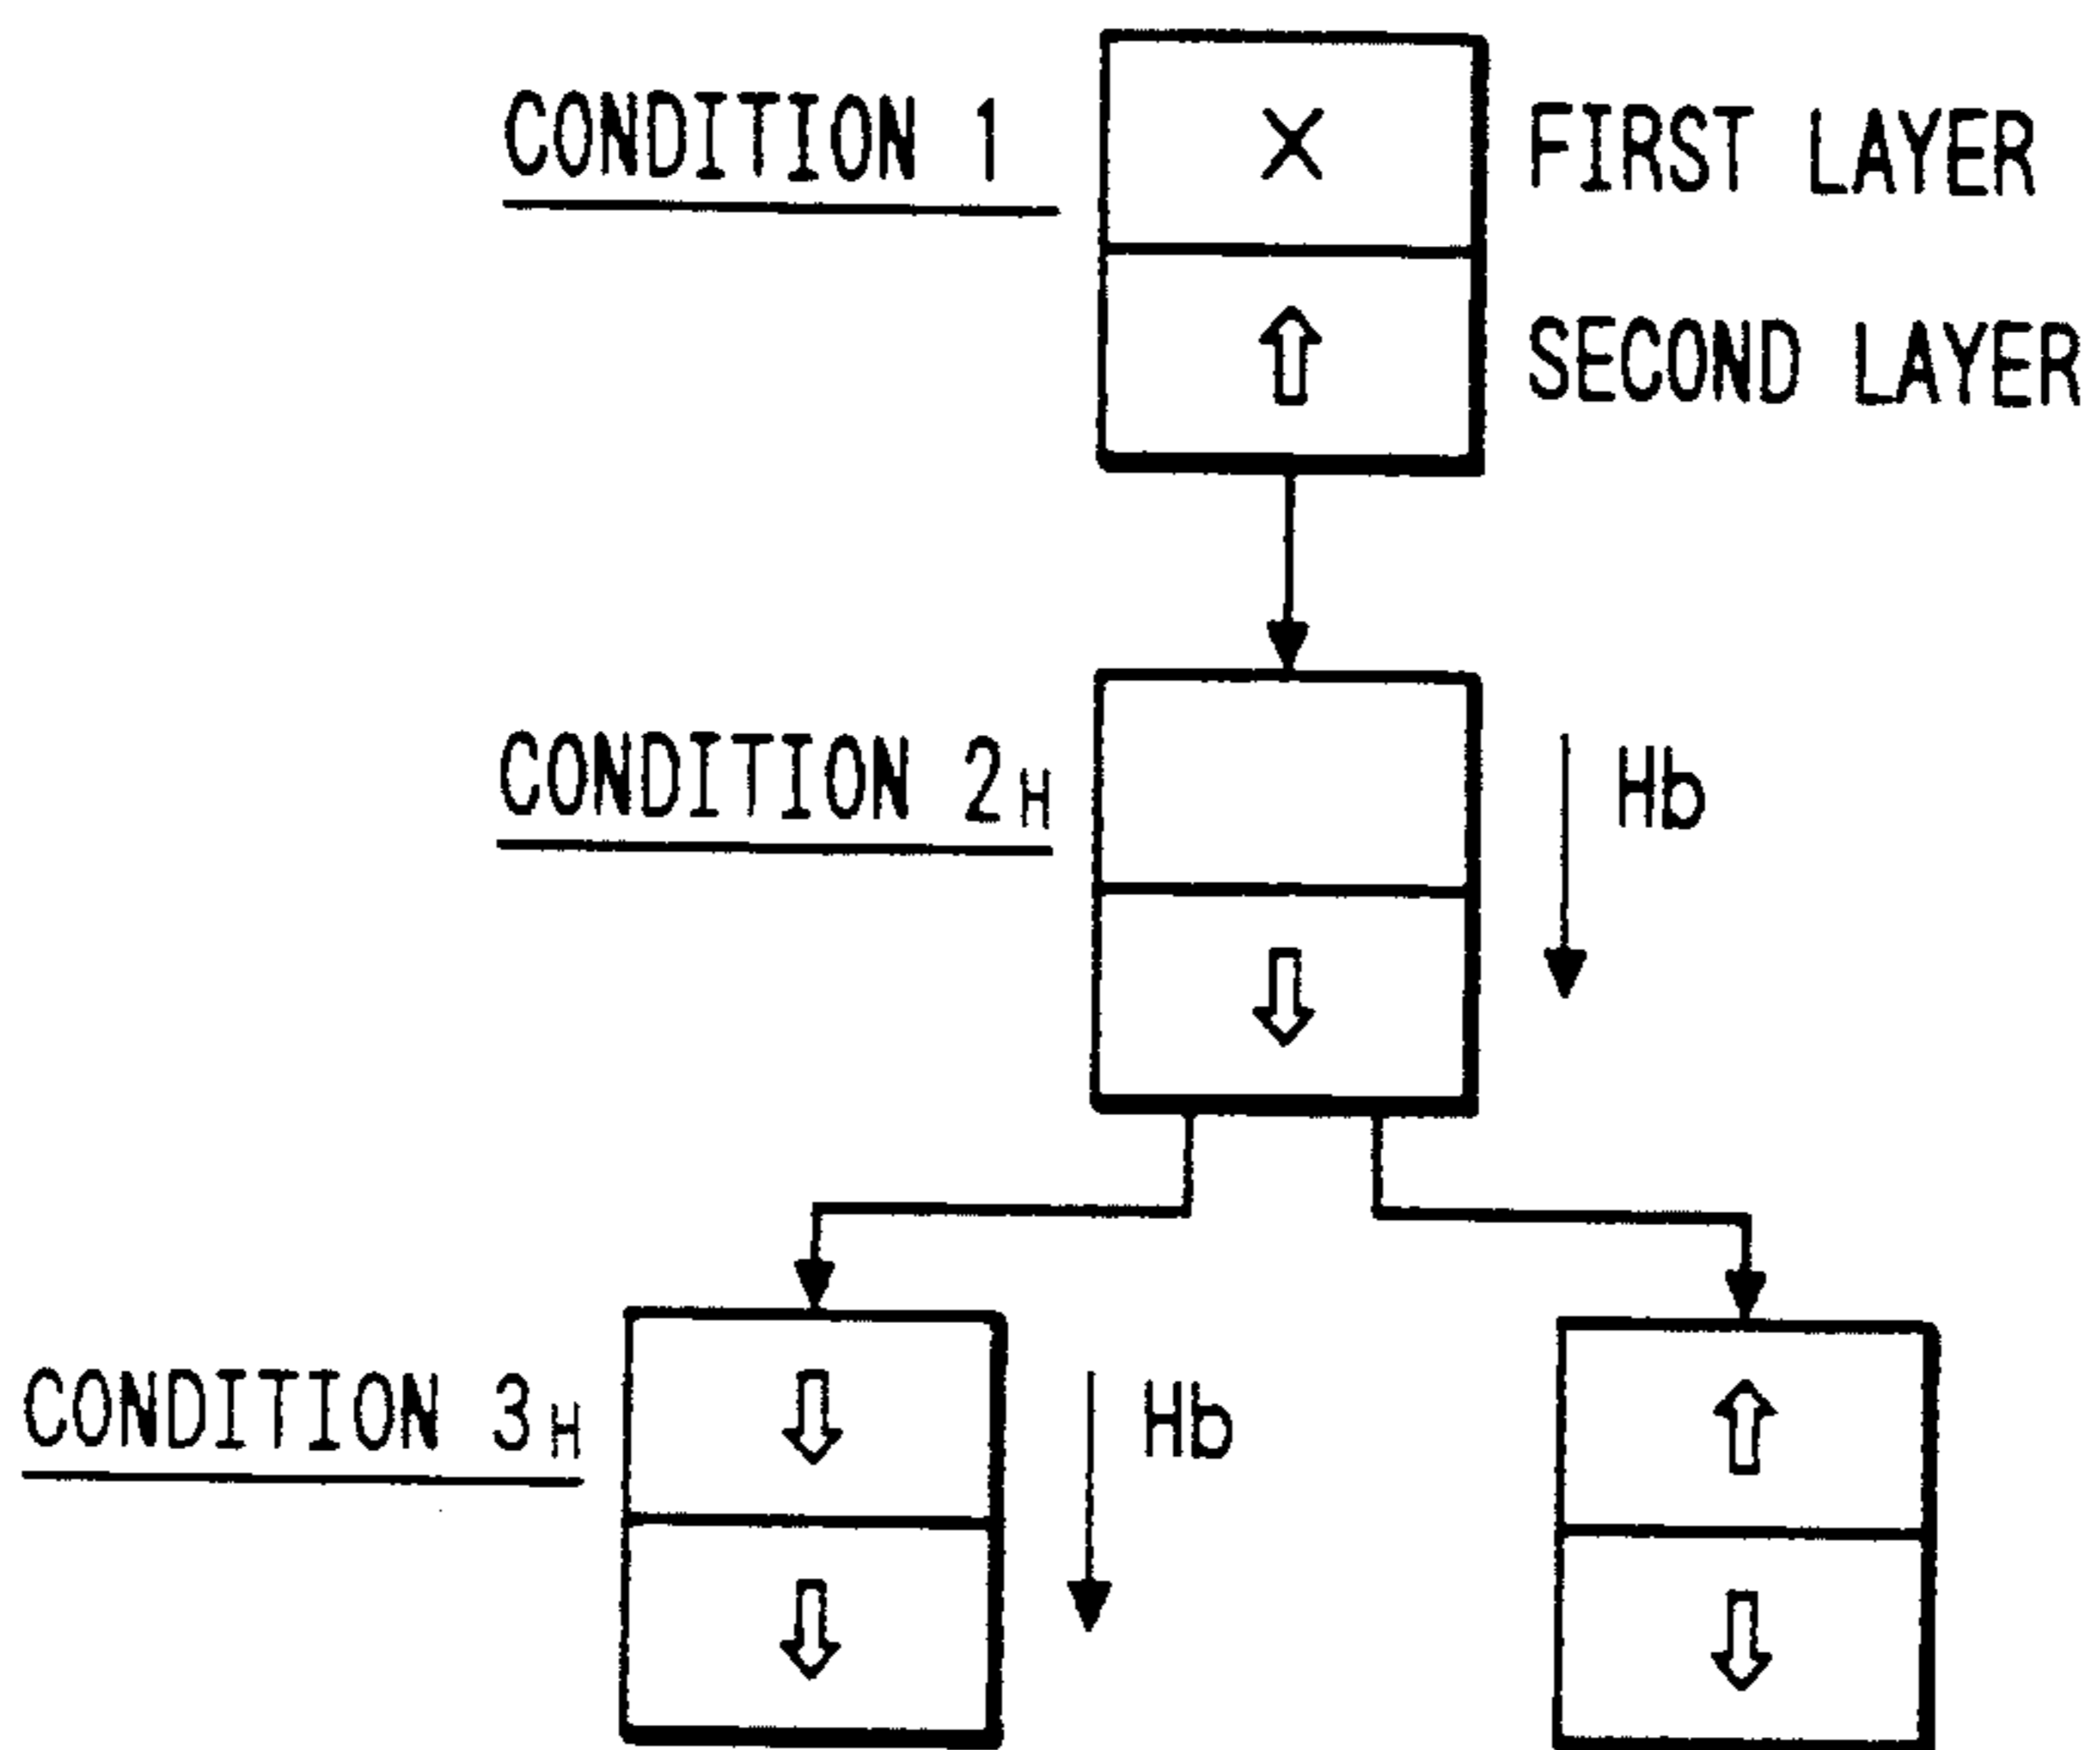 CONDITION 1
FIRST LAYER
X
SECOND LAYER
CONDITION 2H
Hb
CONDITION 3H
Hb